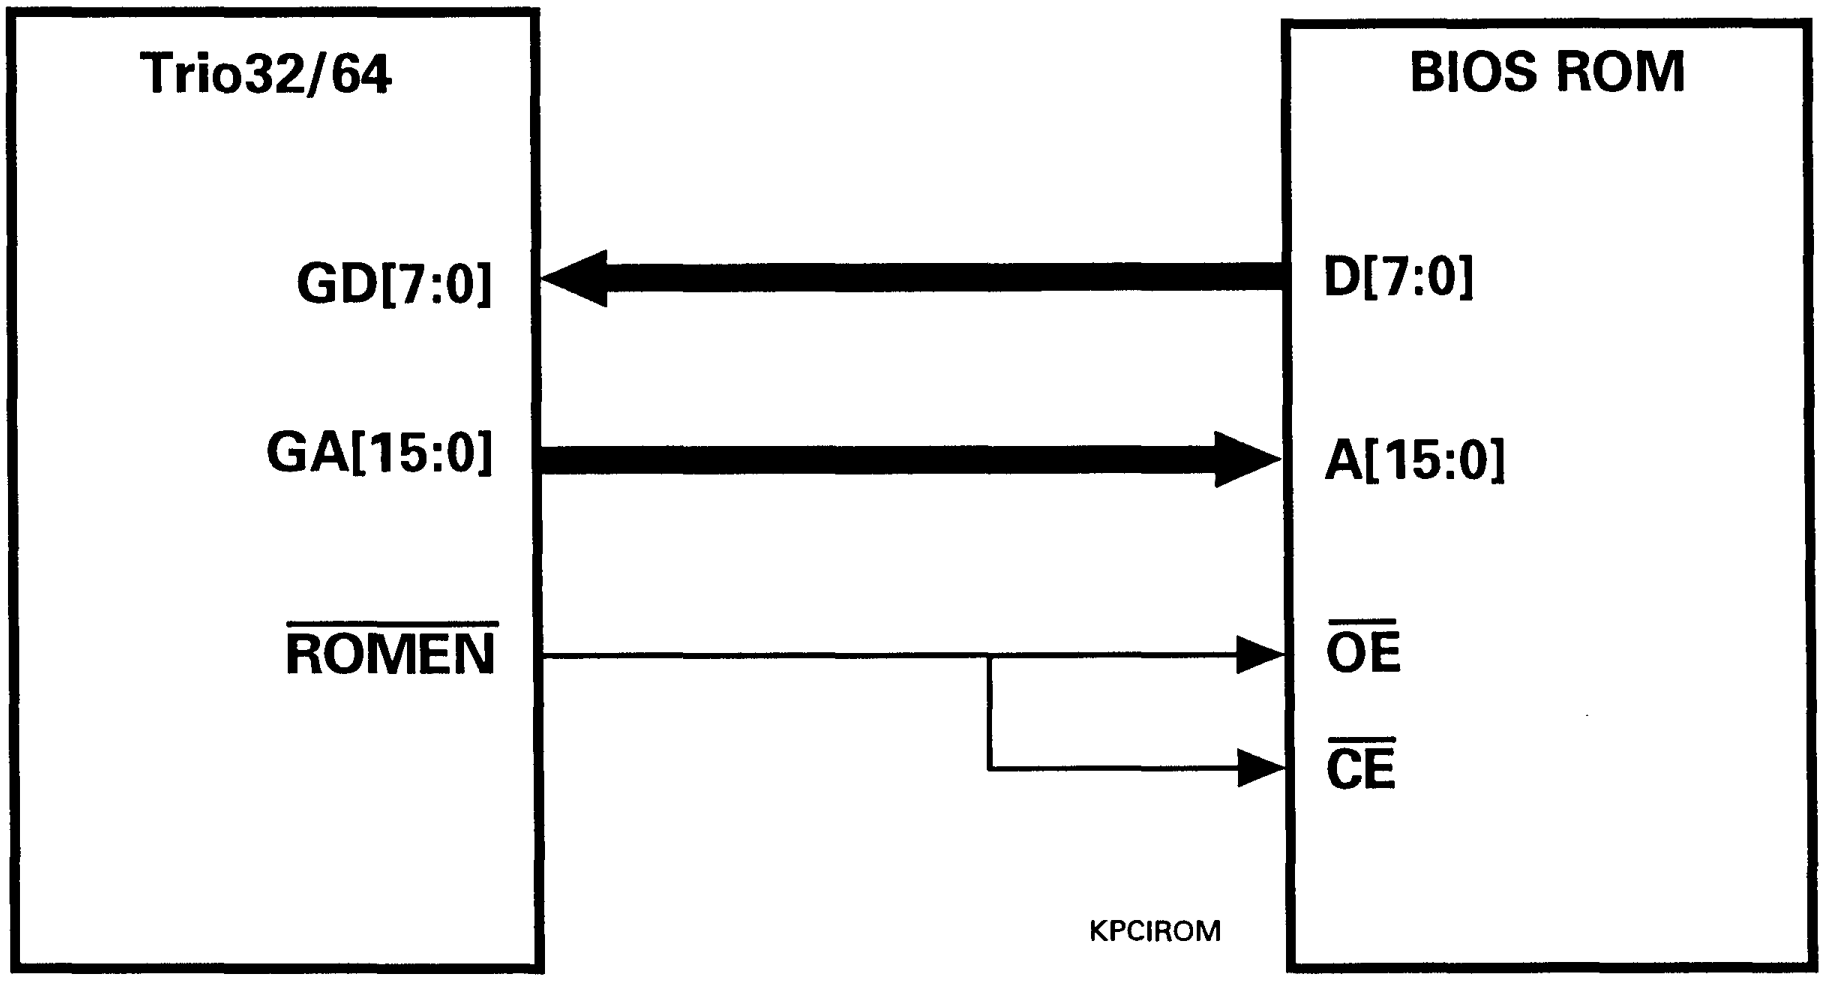 Trio32/64
BIOS ROM
GD[7:0]
D[7:0]
GA[15:0]
A[15:0]
ROMEN
OE
CE
KPCIROM